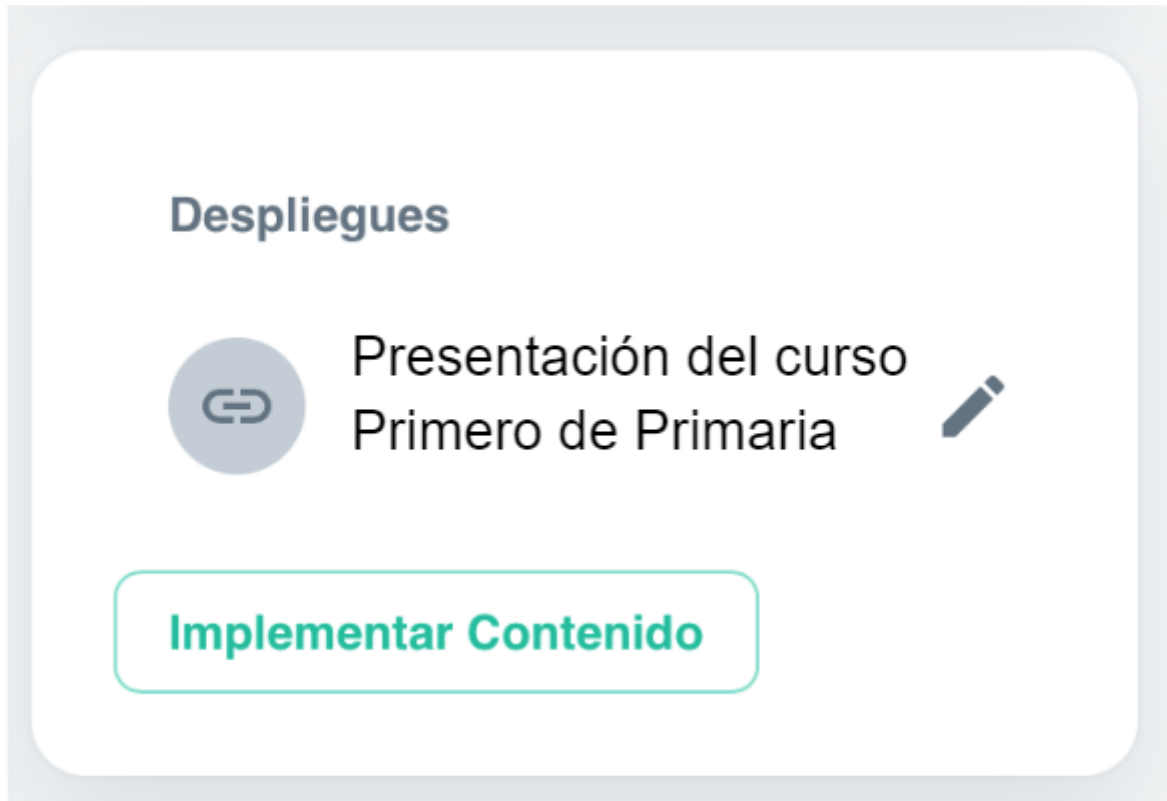 Despliegues
Presentación del curso
Primero de Primaria
Implementar Contenido